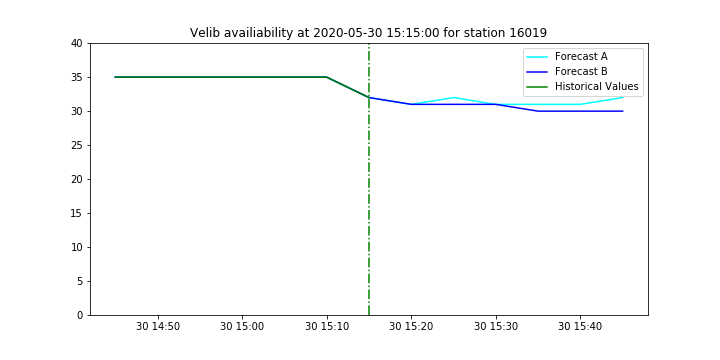 Velib availiability at 2020-05-30 15:15:00 for station 16019
Forecast A
Forecast B
Historical Values
40
35
30
25
20
15
10
5
0
30 14:50 30 15:00 30 15:10 30 15:20 30 15:30 30 15:40